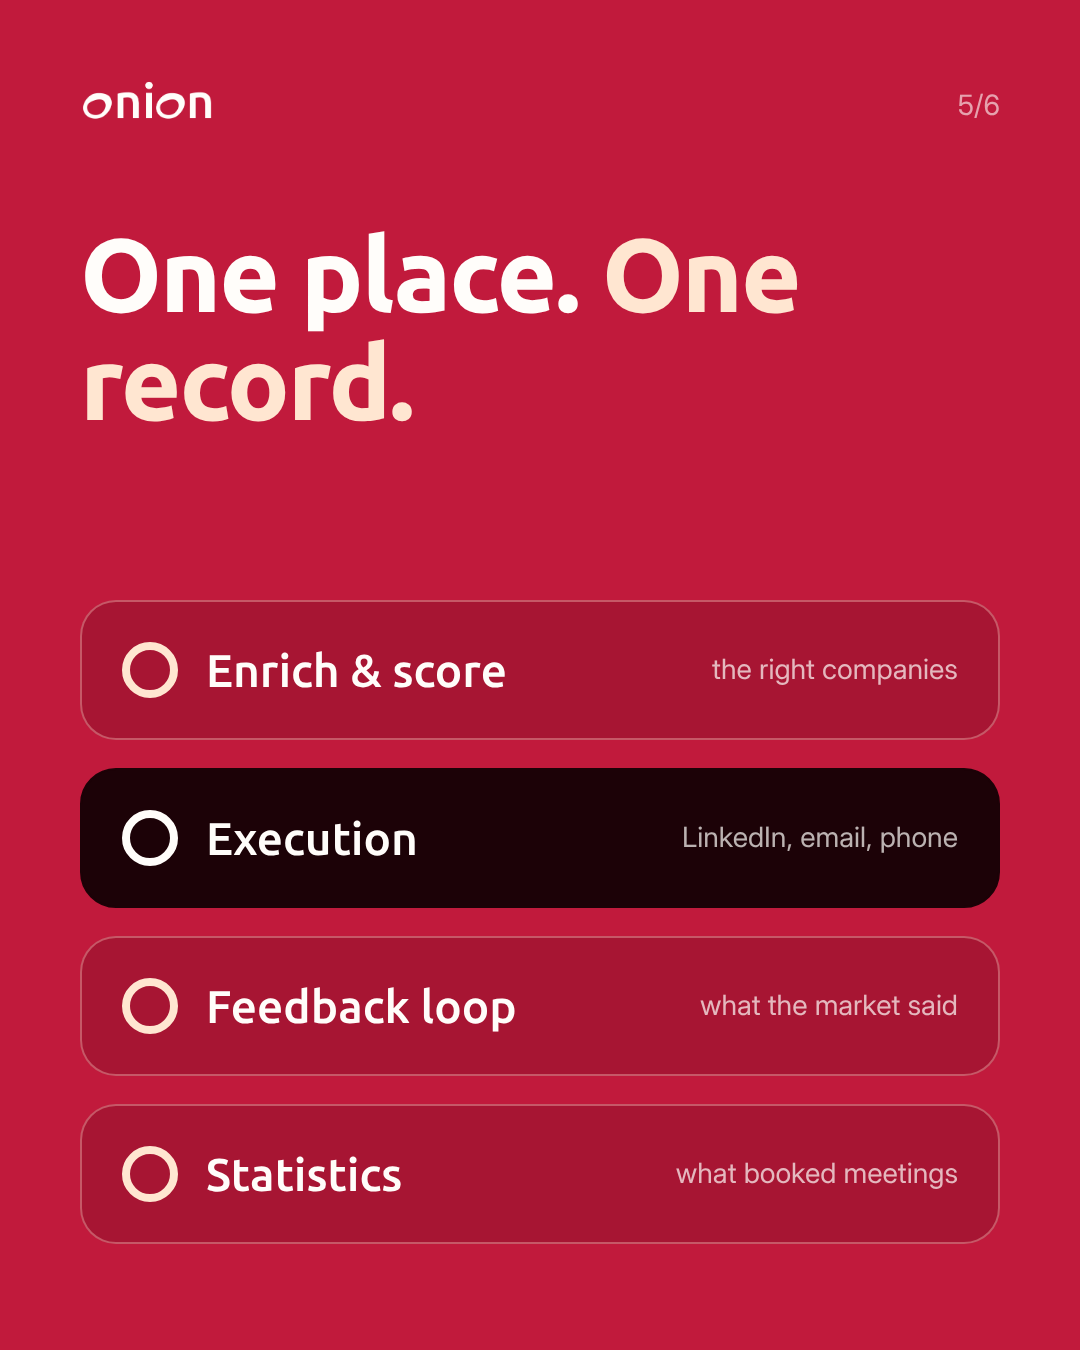 onion
5/6
One place. One
record.
Enrich & score
the right companies
Execution
LinkedIn, email, phone
Feedback loop
what the market said
Statistics
what booked meetings